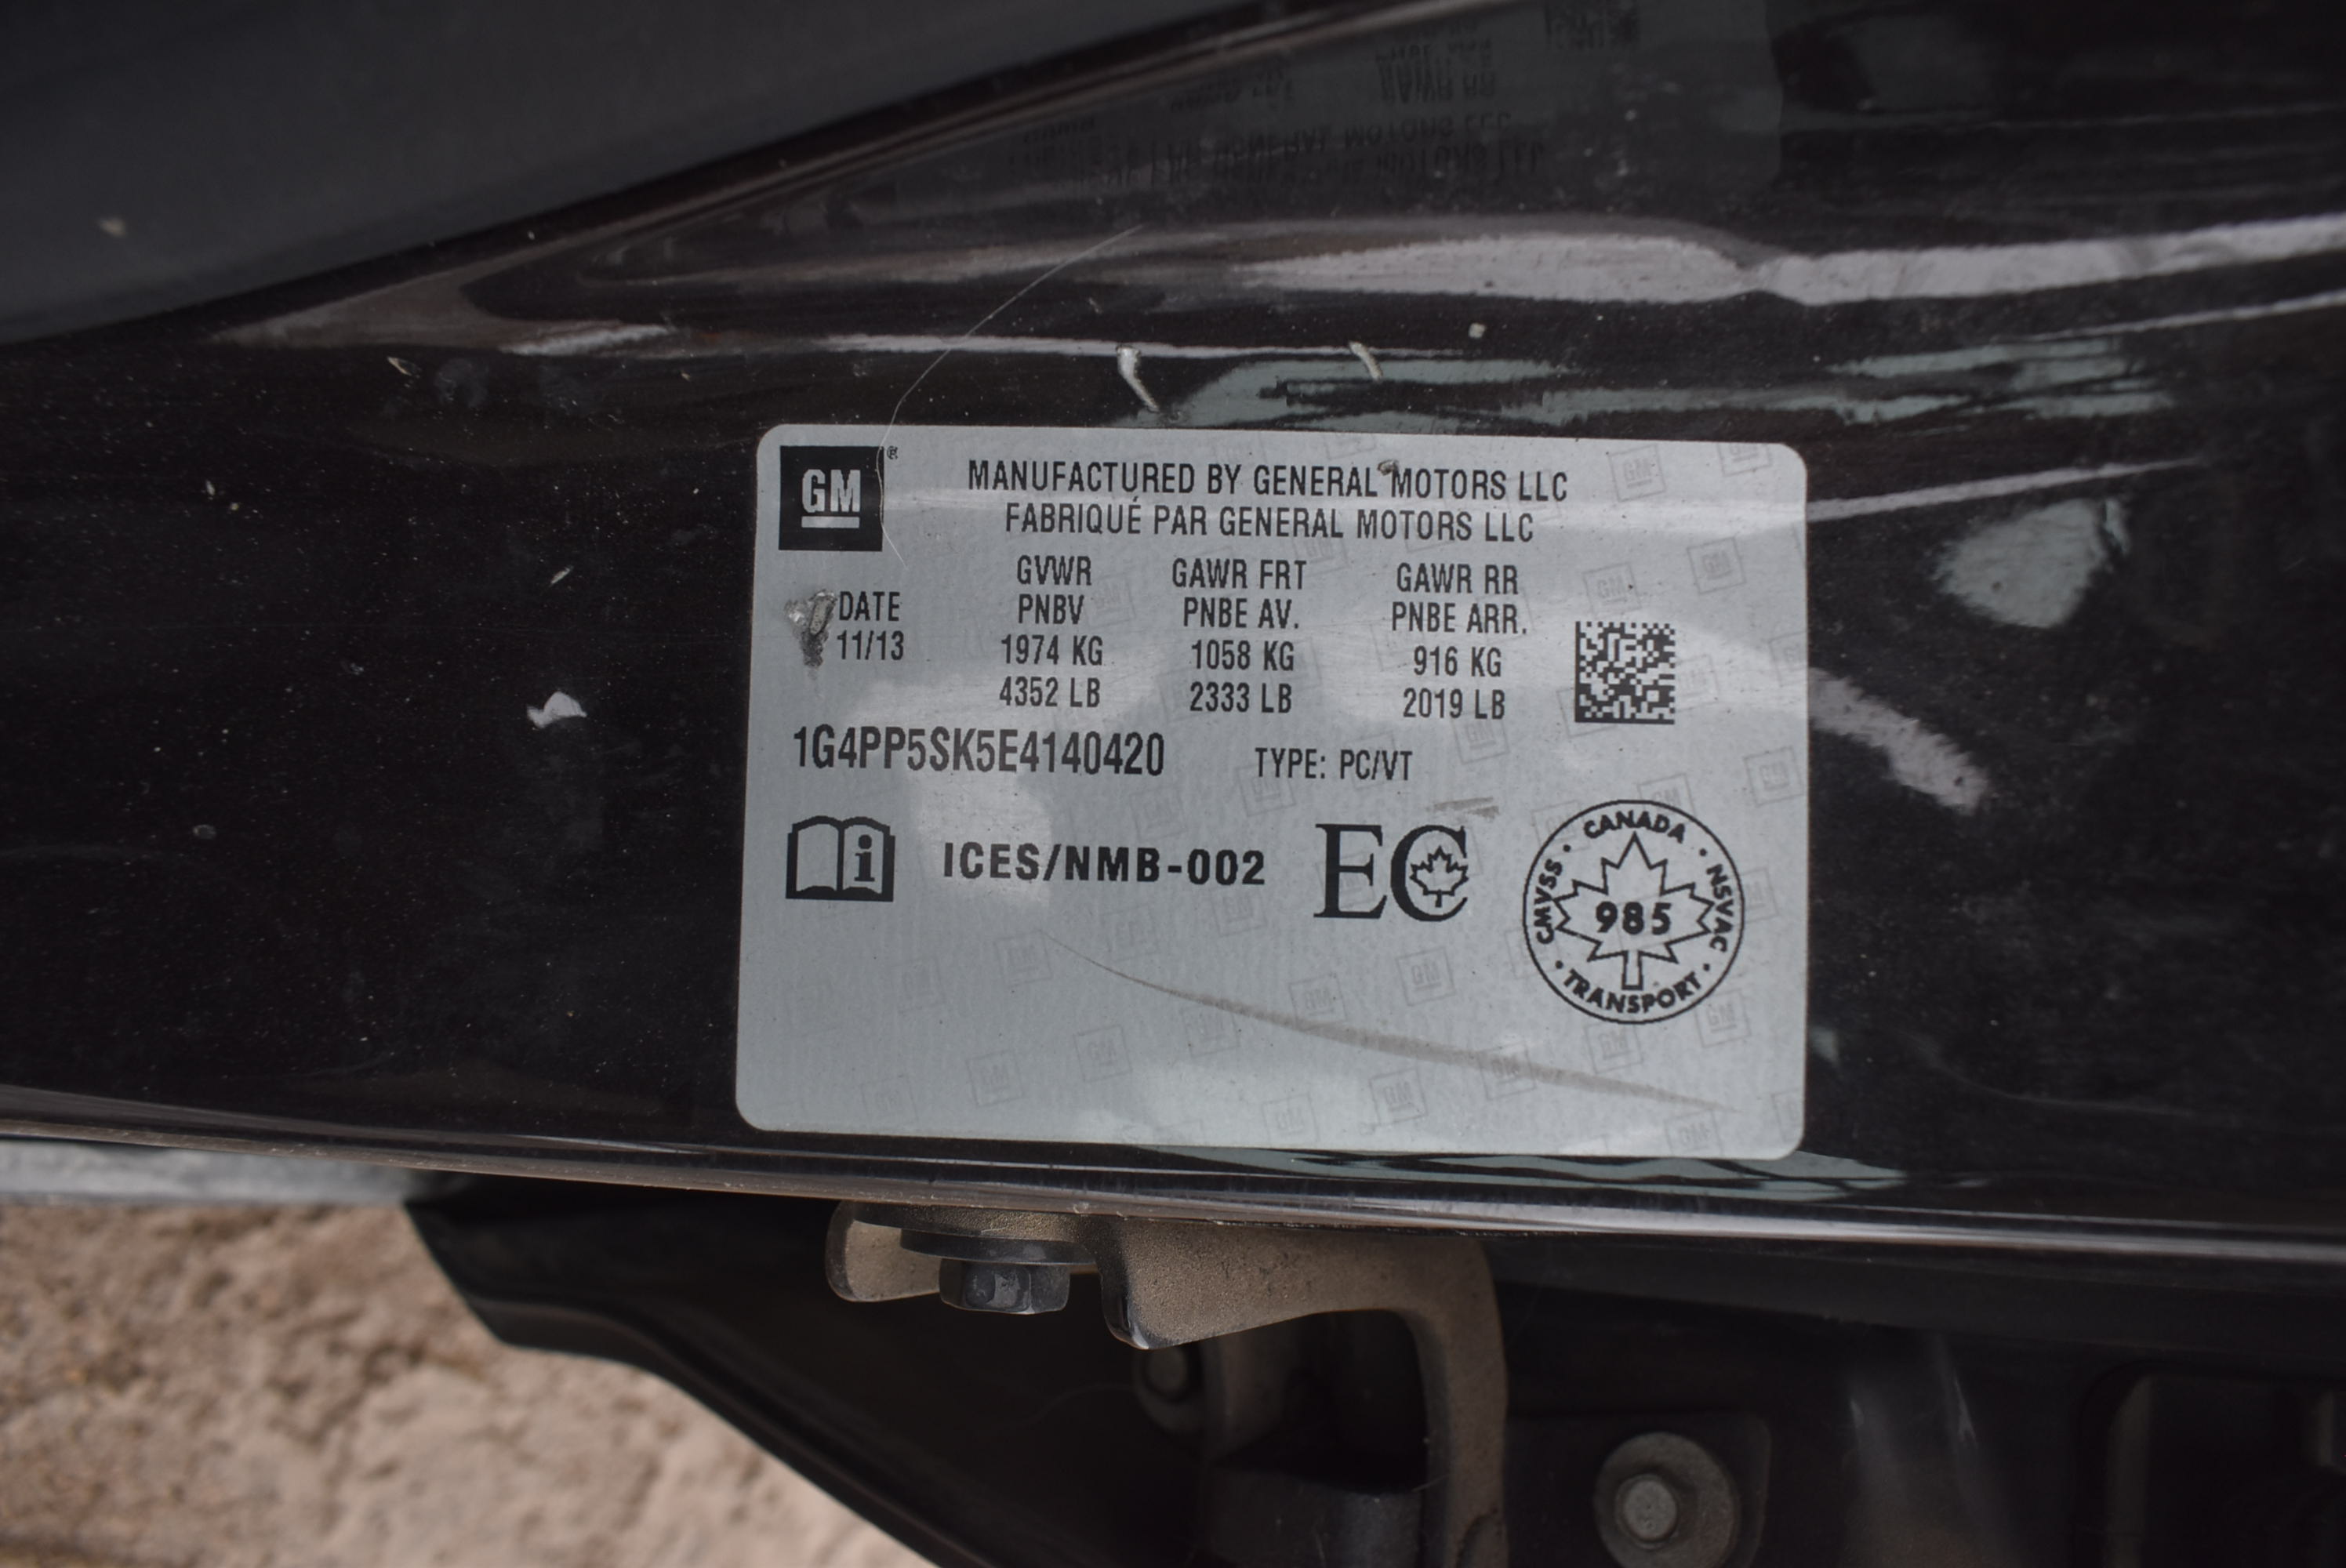 GM ®
MANUFACTURED BY GENERAL MOTORS LLC
FABRIQUÉ PAR GENERAL MOTORS LLC
GVWR GAWR FRT GAWR RR
DATE PNBV PNBE AV. PNBE ARR.
11/13 1974 KG 1058 KG 916 KG
4352 LB 2333 LB 2019 LB
1G4PP5SK5E4140420 TYPE: PC/VT
i ICES/NMB-002 EC
CANADA
CMVSS 985 NSVAC
TRANSPORT